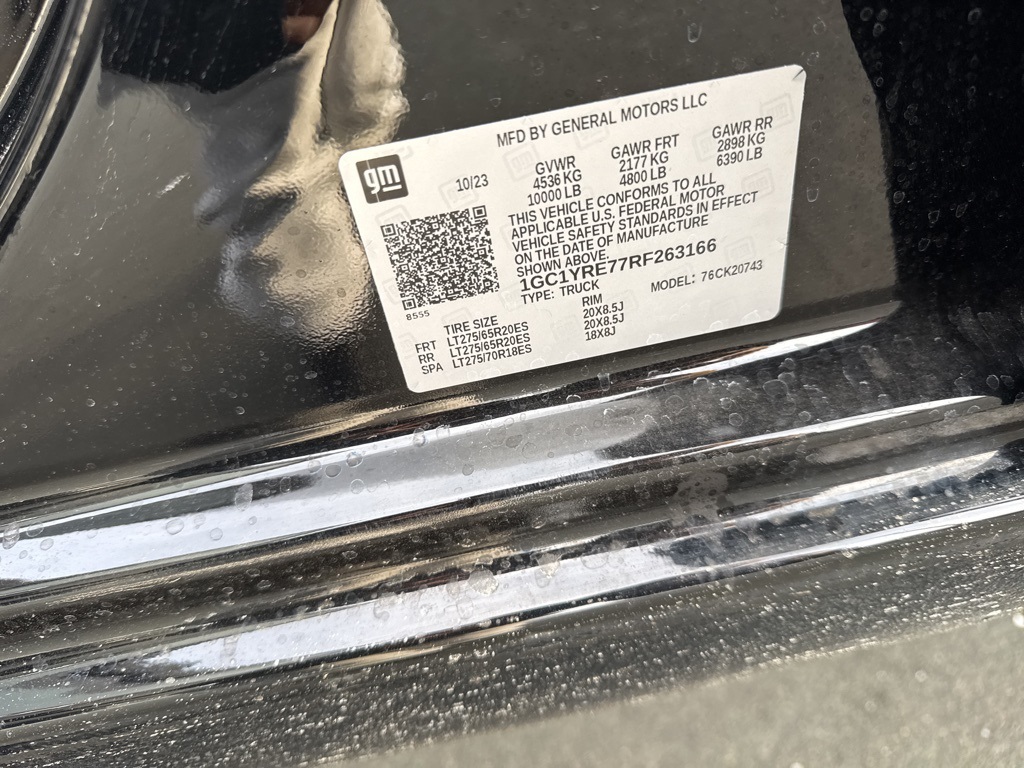 MFD BY GENERAL MOTORS LLC
gm
10/23
GVWR
4536 KG
10000 LB
GAWR FRT
2177 KG
4800 LB
GAWR RR
2898 KG
6390 LB
THIS VEHICLE CONFORMS TO ALL
APPLICABLE U.S. FEDERAL MOTOR
VEHICLE SAFETY STANDARDS IN EFFECT
ON THE DATE OF MANUFACTURE
SHOWN ABOVE.
1GC1YRE77RF263166
TYPE: TRUCK
MODEL: 76CK20743
8555
TIRE SIZE RIM
FRT LT275/65R20ES 20X8.5J
RR LT275/65R20ES 20X8.5J
SPA LT275/70R18ES 18X8J